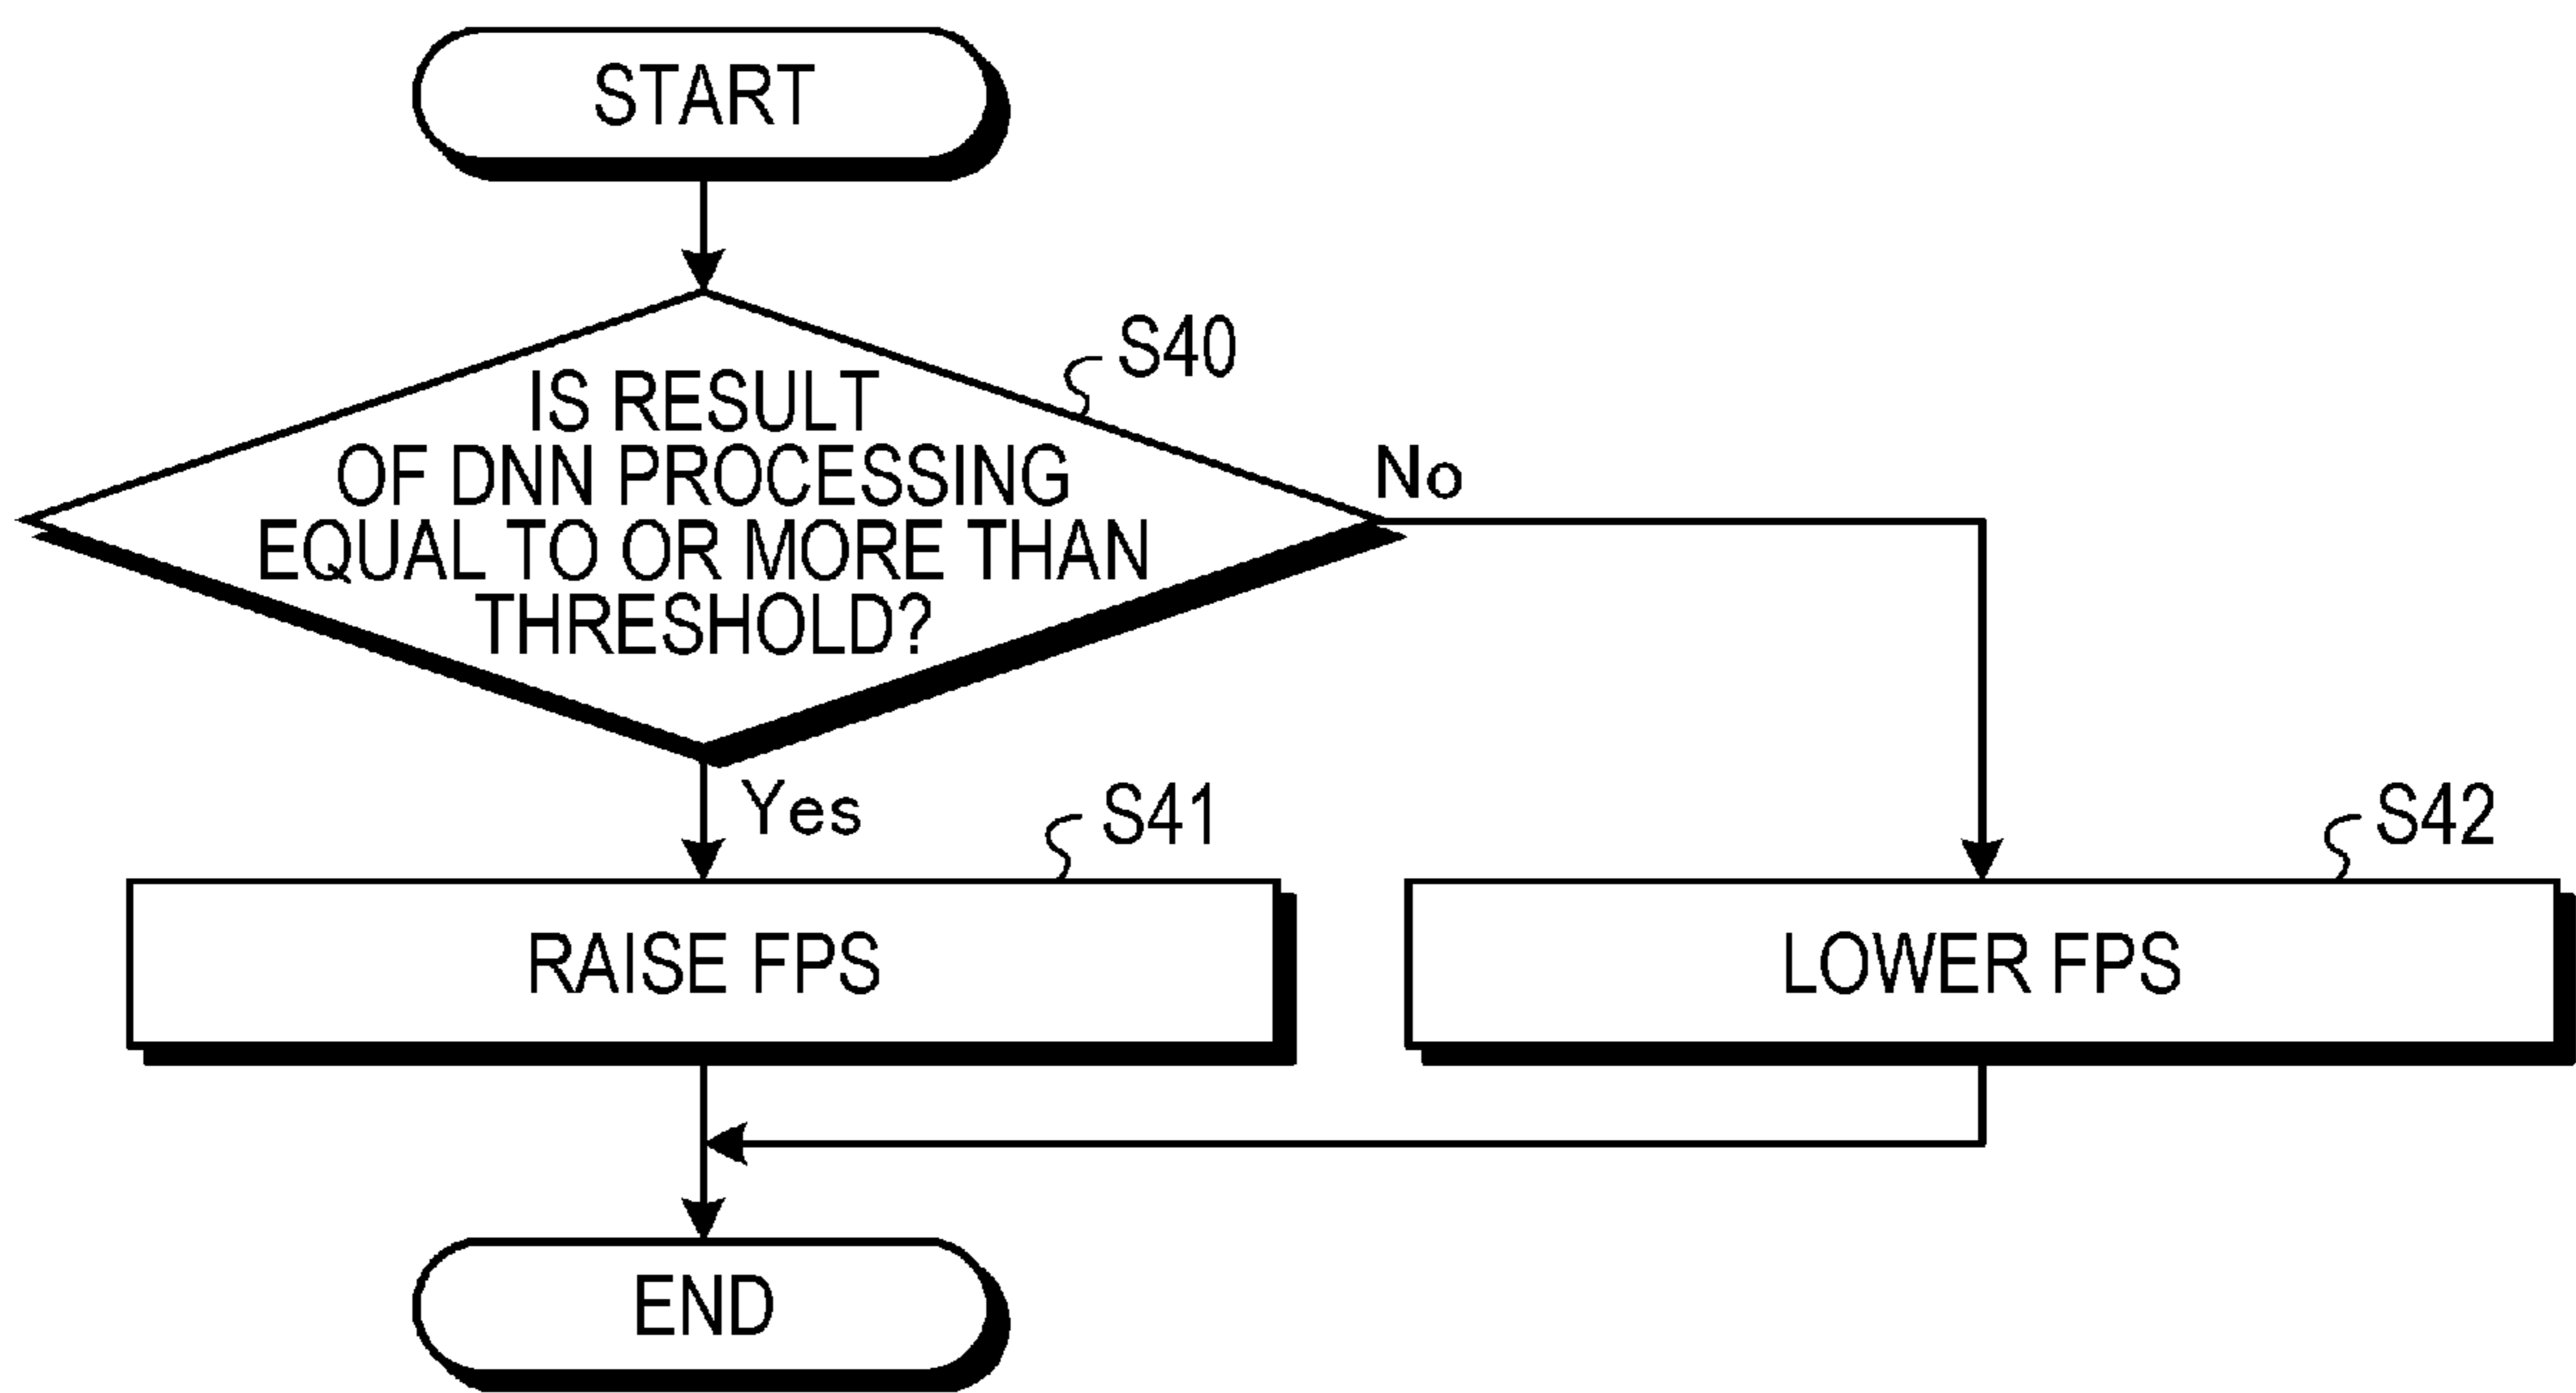 START
S40
IS RESULT
OF DNN PROCESSING
EQUAL TO OR MORE THAN
THRESHOLD?
No
Yes
S41
RAISE FPS
S42
LOWER FPS
END